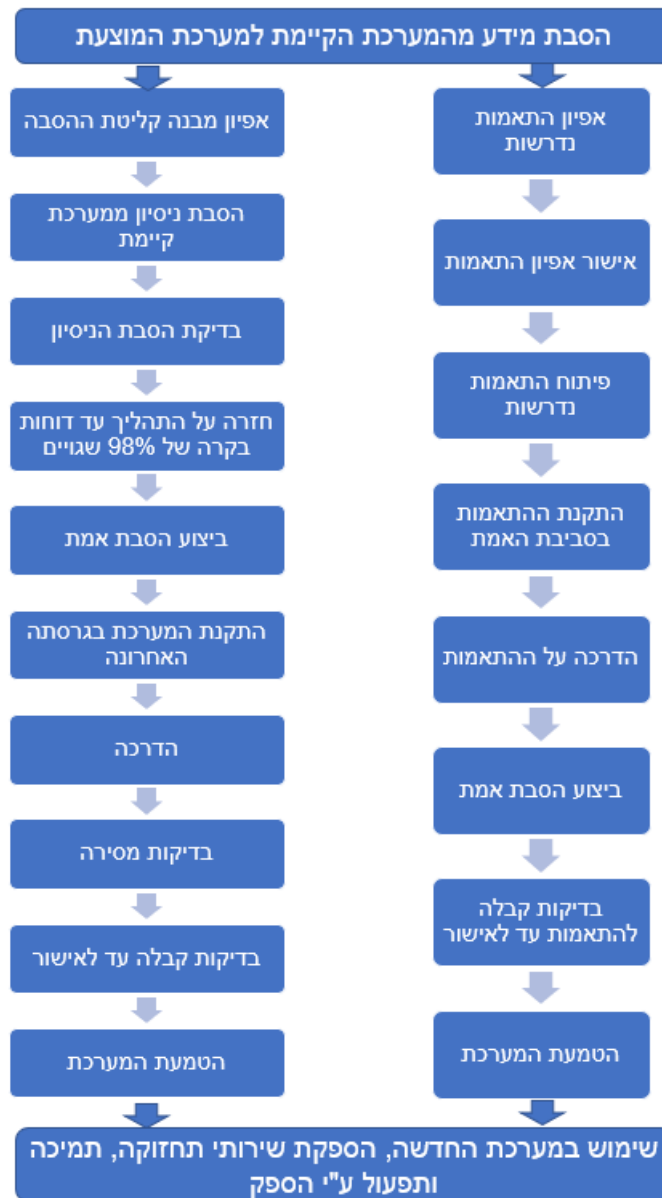 הסבת מידע מהמערכת הקיימת למערכת המוצעת
אפיון התאמות
נדרשות
אישור אפיון התאמות
פיתוח התאמות
נדרשות
התקנת ההתאמות
בסביבת האמת
הדרכה על ההתאמות
ביצוע הסבת אמת
בדיקות קבלה
להתאמות עד לאישור
הטמעת המערכת
אפיון מבנה קליטת ההסבה
הסבת ניסיון ממערכת
קיימת
בדיקת הסבת הניסיון
חזרה על התהליך עד דוחות
בקרה של 98% שגויים
ביצוע הסבת אמת
התקנת המערכת בגרסתה
האחרונה
הדרכה
בדיקות מסירה
בדיקות קבלה עד לאישור
הטמעת המערכת
שימוש במערכת החדשה, הספקת שירותי תחזוקה, תמיכה
ותפעול ע"י הספק